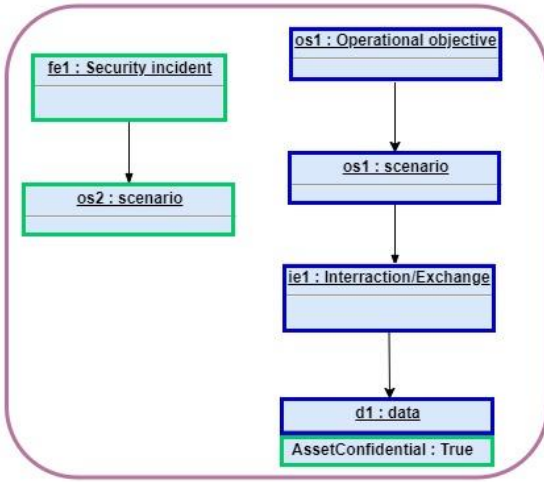 fe1 : Security incident
os2 : scenario
os1 : Operational objective
os1 : scenario
ie1 : Interraction/Exchange
d1 : data
AssetConfidential : True